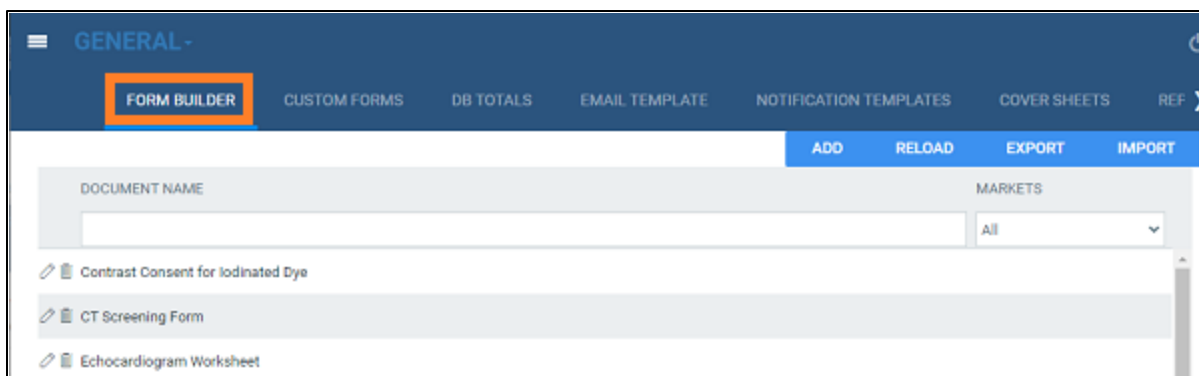 GENERAL
FORM BUILDER CUSTOM FORMS DB TOTALS EMAIL TEMPLATE NOTIFICATION TEMPLATES COVER SHEETS REF
ADD RELOAD EXPORT IMPORT
DOCUMENT NAME MARKETS
All
Contrast Consent for Iodinated Dye
CT Screening Form
Echocardiogram Worksheet